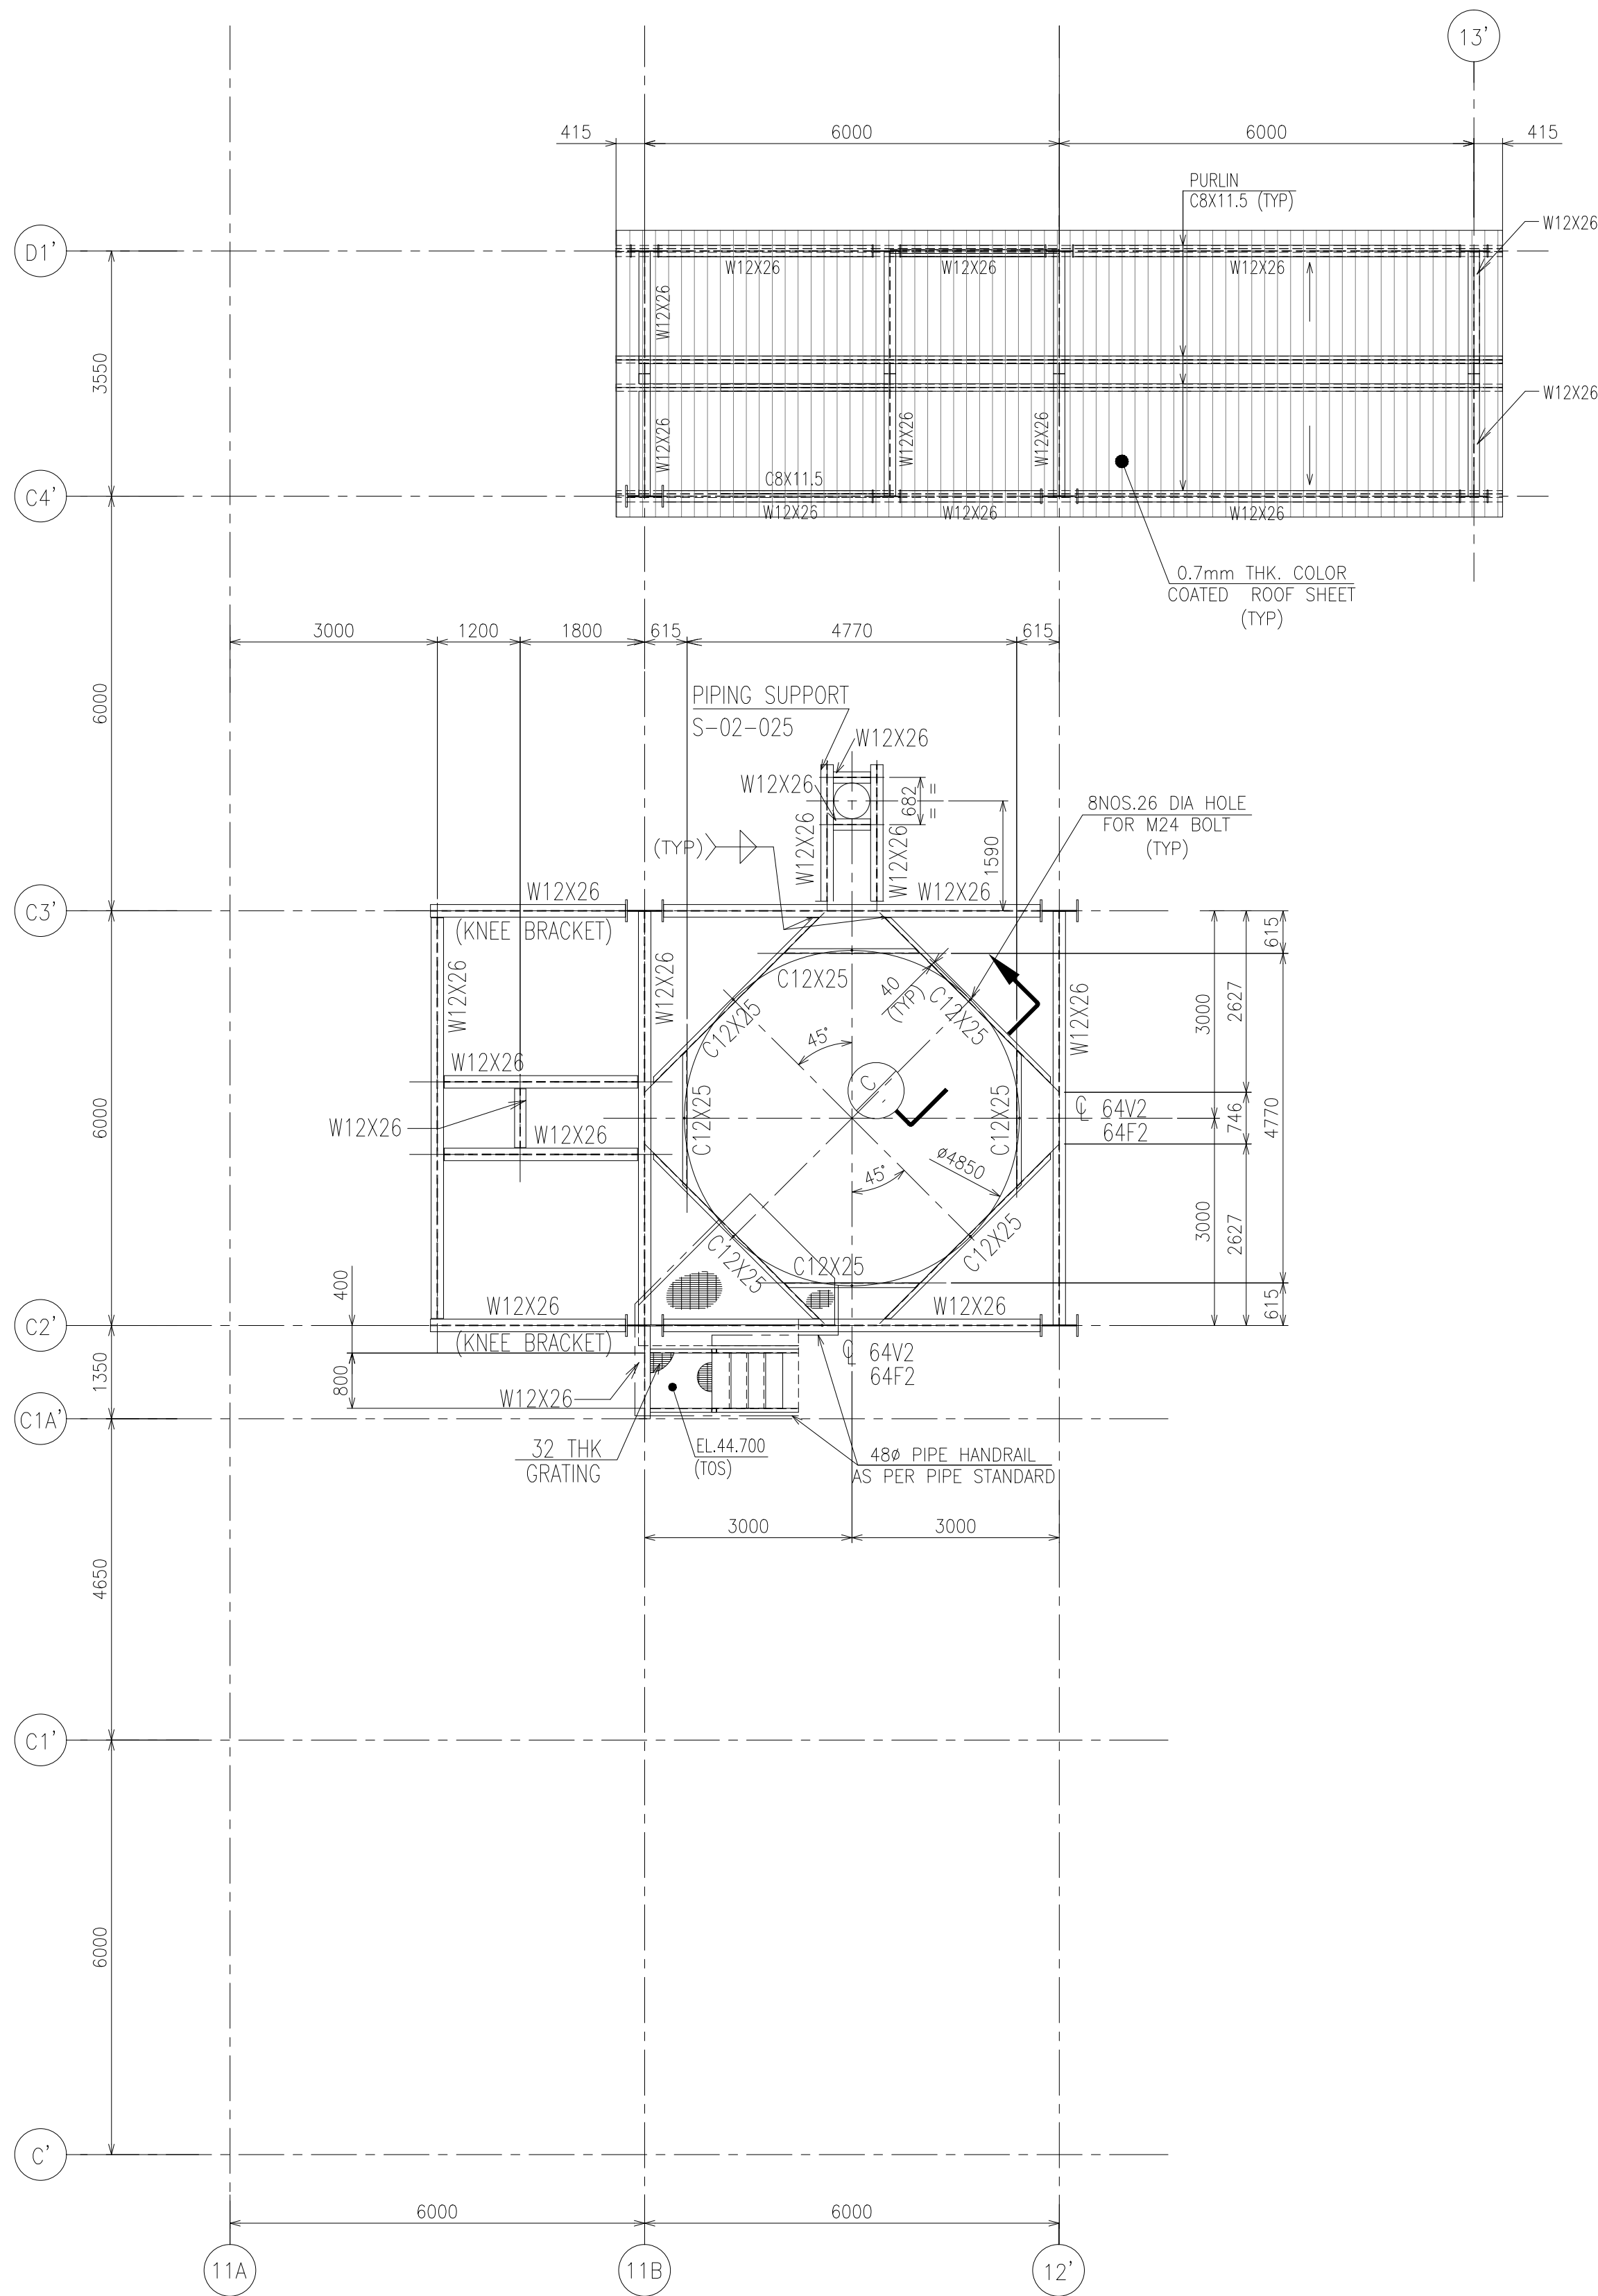 13'
415
6000
6000
415
PURLIN
C8X11.5 (TYP)
W12X26
D1'
W12X26
W12X26
W12X26
W12X26
3550
W12X26
W12X26
W12X26
W12X26
C8X11.5
C4'
W12X26
W12X26
W12X26
0.7mm THK. COLOR
COATED ROOF SHEET
(TYP)
3000
1200
1800
615
4770
615
6000
PIPING SUPPORT
S-02-025
W12X26
W12X26
682
=
=
8NOS.26 DIA HOLE
FOR M24 BOLT
(TYP)
(TYP)
W12X26
W12X26
1590
W12X26
W12X26
C3'
(KNEE BRACKET)
615
W12X26
W12X26
C12X25
40
(TYP)
C12X25
C12X25
W12X26
3000
2627
45°
W12X26
C
C12X25
C12X25
℄ 64V2
64F2
746
4770
6000
W12X26
W12X26
ø4850
45°
3000
2627
C12X25
C12X25
C12X25
400
W12X26
W12X26
615
C2'
(KNEE BRACKET)
℄ 64V2
64F2
1350
800
W12X26
C1A'
32 THK
GRATING
EL.44.700
(TOS)
48ø PIPE HANDRAIL
AS PER PIPE STANDARD
3000
3000
4650
C1'
6000
C'
6000
6000
11A
11B
12'